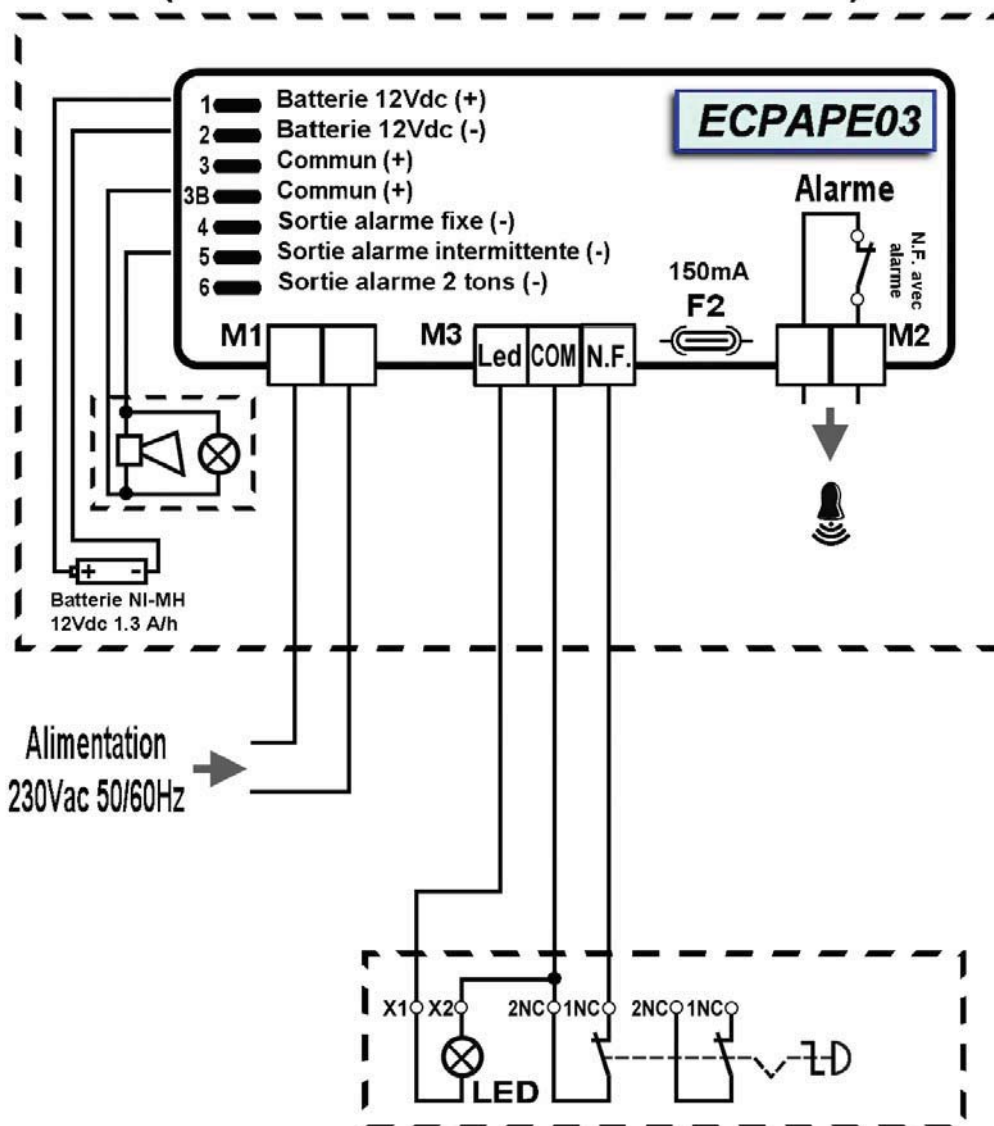 1 Batterie 12Vdc (+)
2 Batterie 12Vdc (-)
3 Commun (+)
3B Commun (+)
4 Sortie alarme fixe (-)
5 Sortie alarme intermittente (-)
6 Sortie alarme 2 tons (-)
ECPAPE03
Alarme
N.F. avec
alarme
150mA
F2
M1
M3
Led COM N.F.
M2
+ -
Batterie NI-MH
12Vdc 1.3 A/h
Alimentation
230Vac 50/60Hz
X1 X2 2NC 1NC 2NC 1NC
LED